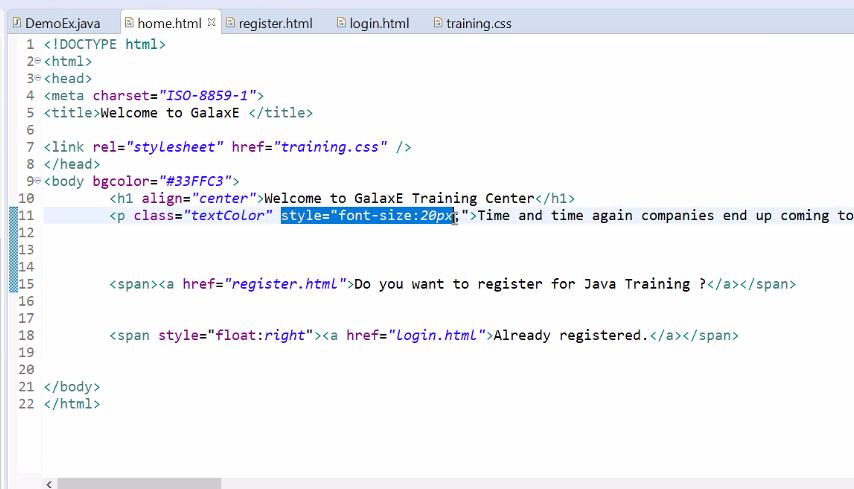 DemoEx.java home.html register.html login.html training.css
1 <!DOCTYPE html>
2 <html>
3 <head>
4 <meta charset="ISO-8859-1">
5 <title>Welcome to GalaxE </title>
6
7 <link rel="stylesheet" href="training.css" />
8 </head>
9 <body bgcolor="#33FFC3">
10 <h1 align="center">Welcome to GalaxE Training Center</h1>
11 <p class="textColor" style="font-size:20px;">Time and time again companies end up coming to
12
13
14
15 <span><a href="register.html">Do you want to register for Java Training ?</a></span>
16
17
18 <span style="float:right"><a href="login.html">Already registered.</a></span>
19
20
21 </body>
22 </html>